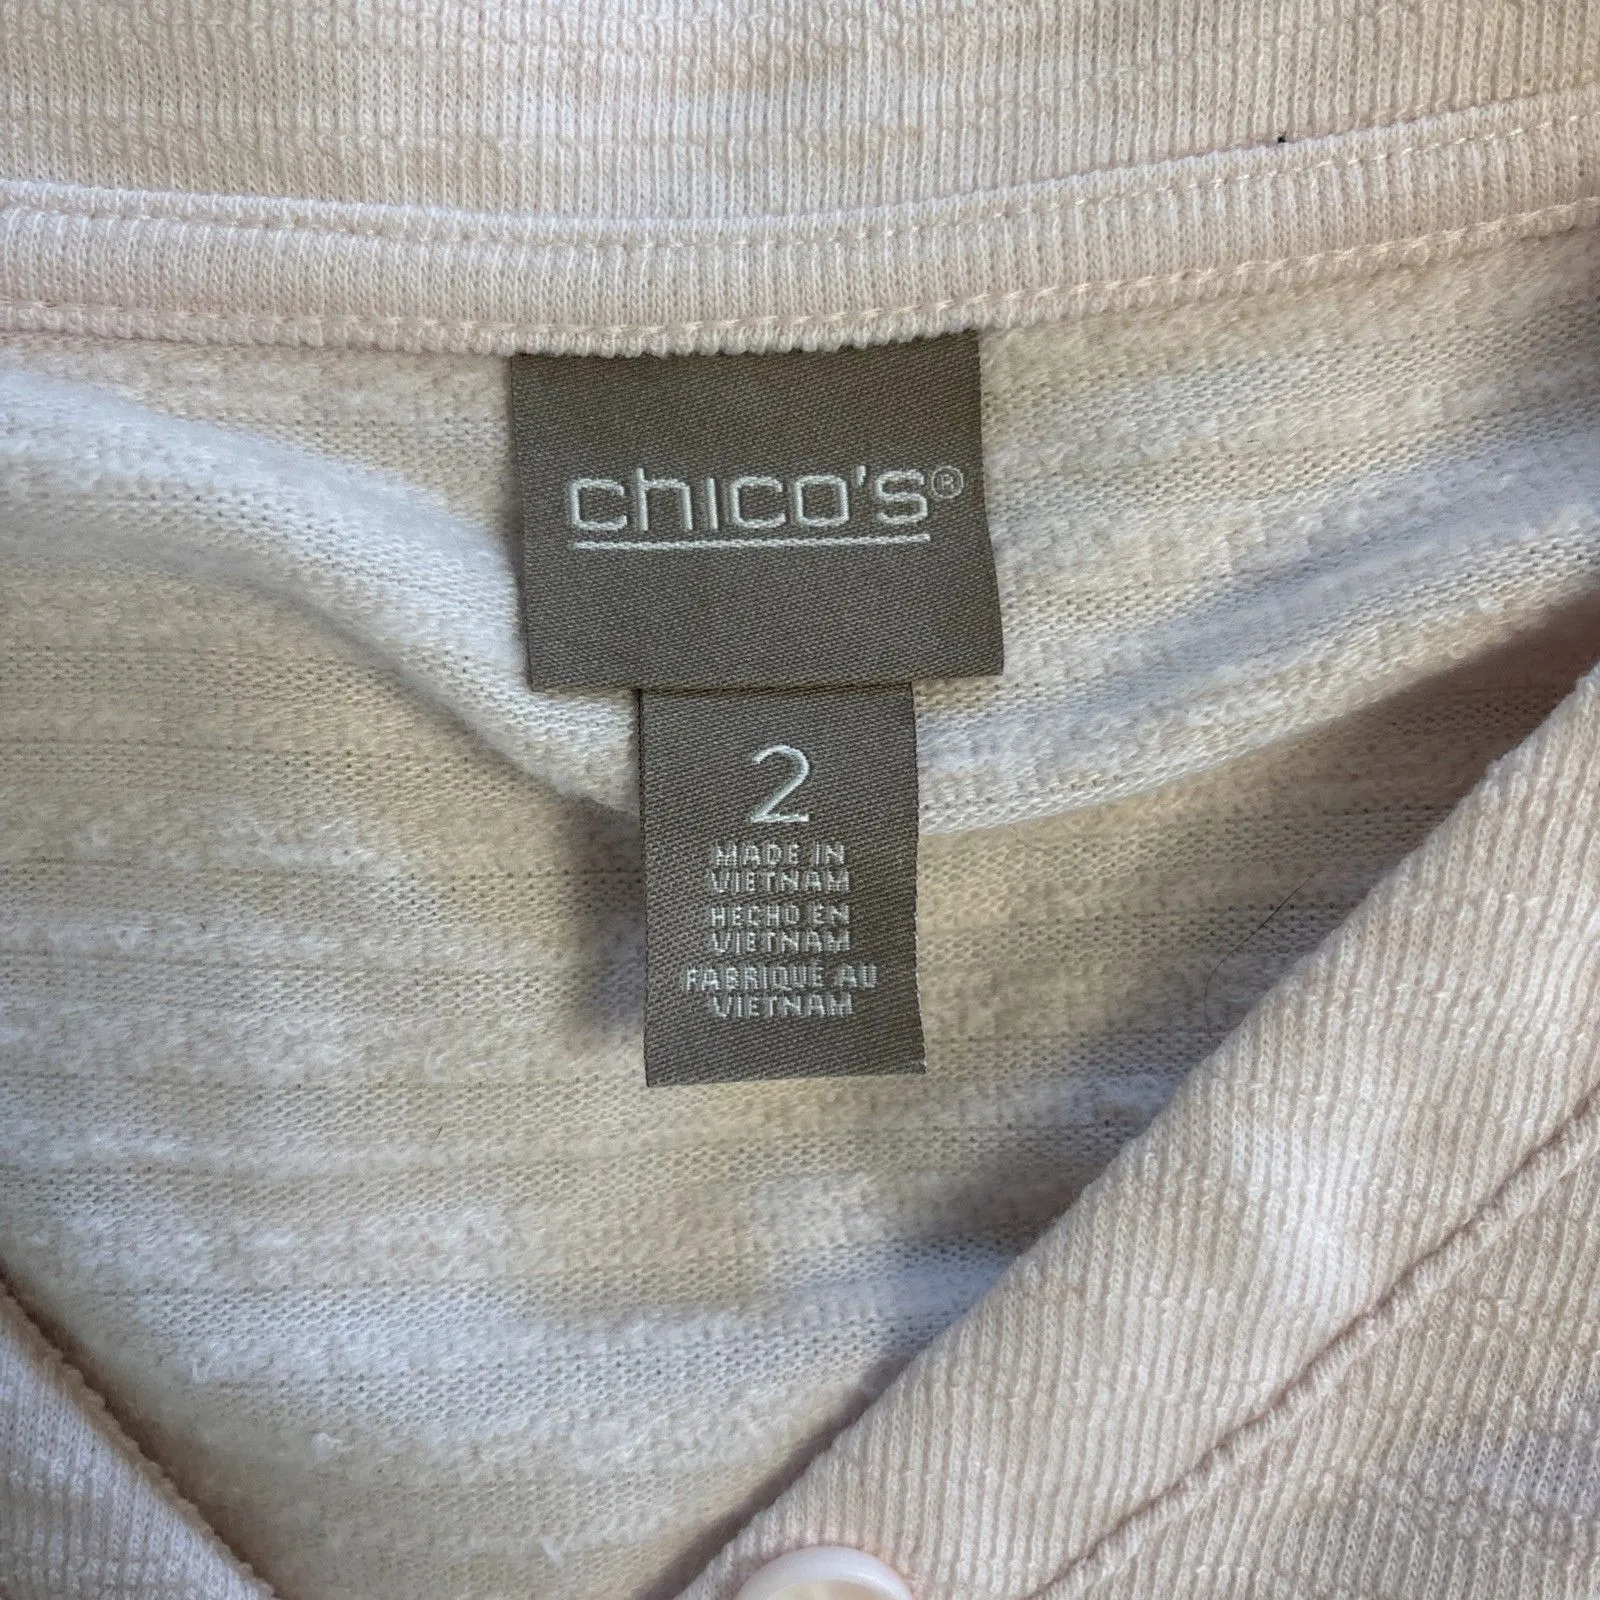 chico's®
2
MADE IN
VIETNAM
HECHO EN
VIETNAM
FABRIQUÉ AU
VIETNAM